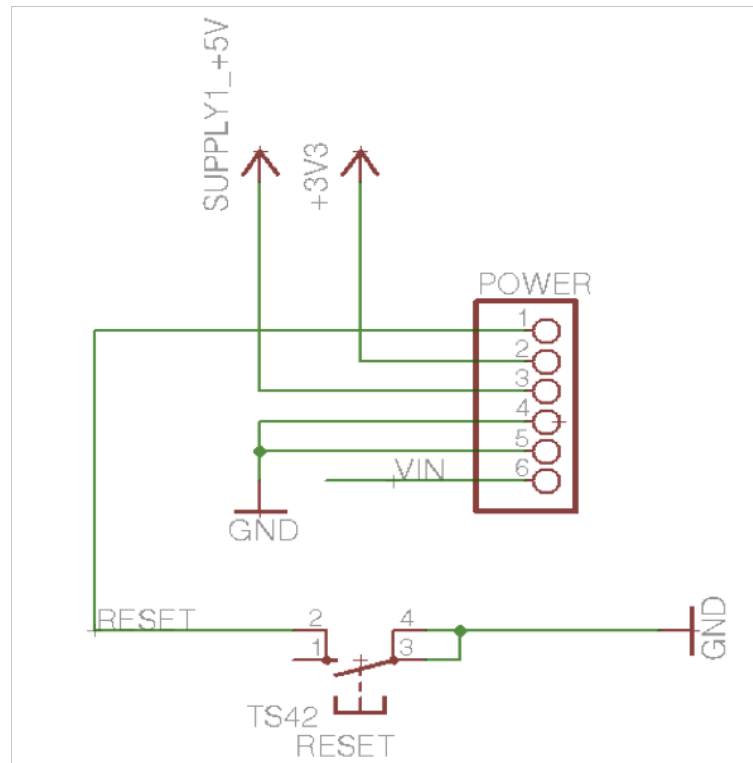 SUPPLY1_+5V
+3V3
POWER
1
2
3
4
5
6
VIN
GND
RESET
2
4
1
3
GND
TS42
RESET